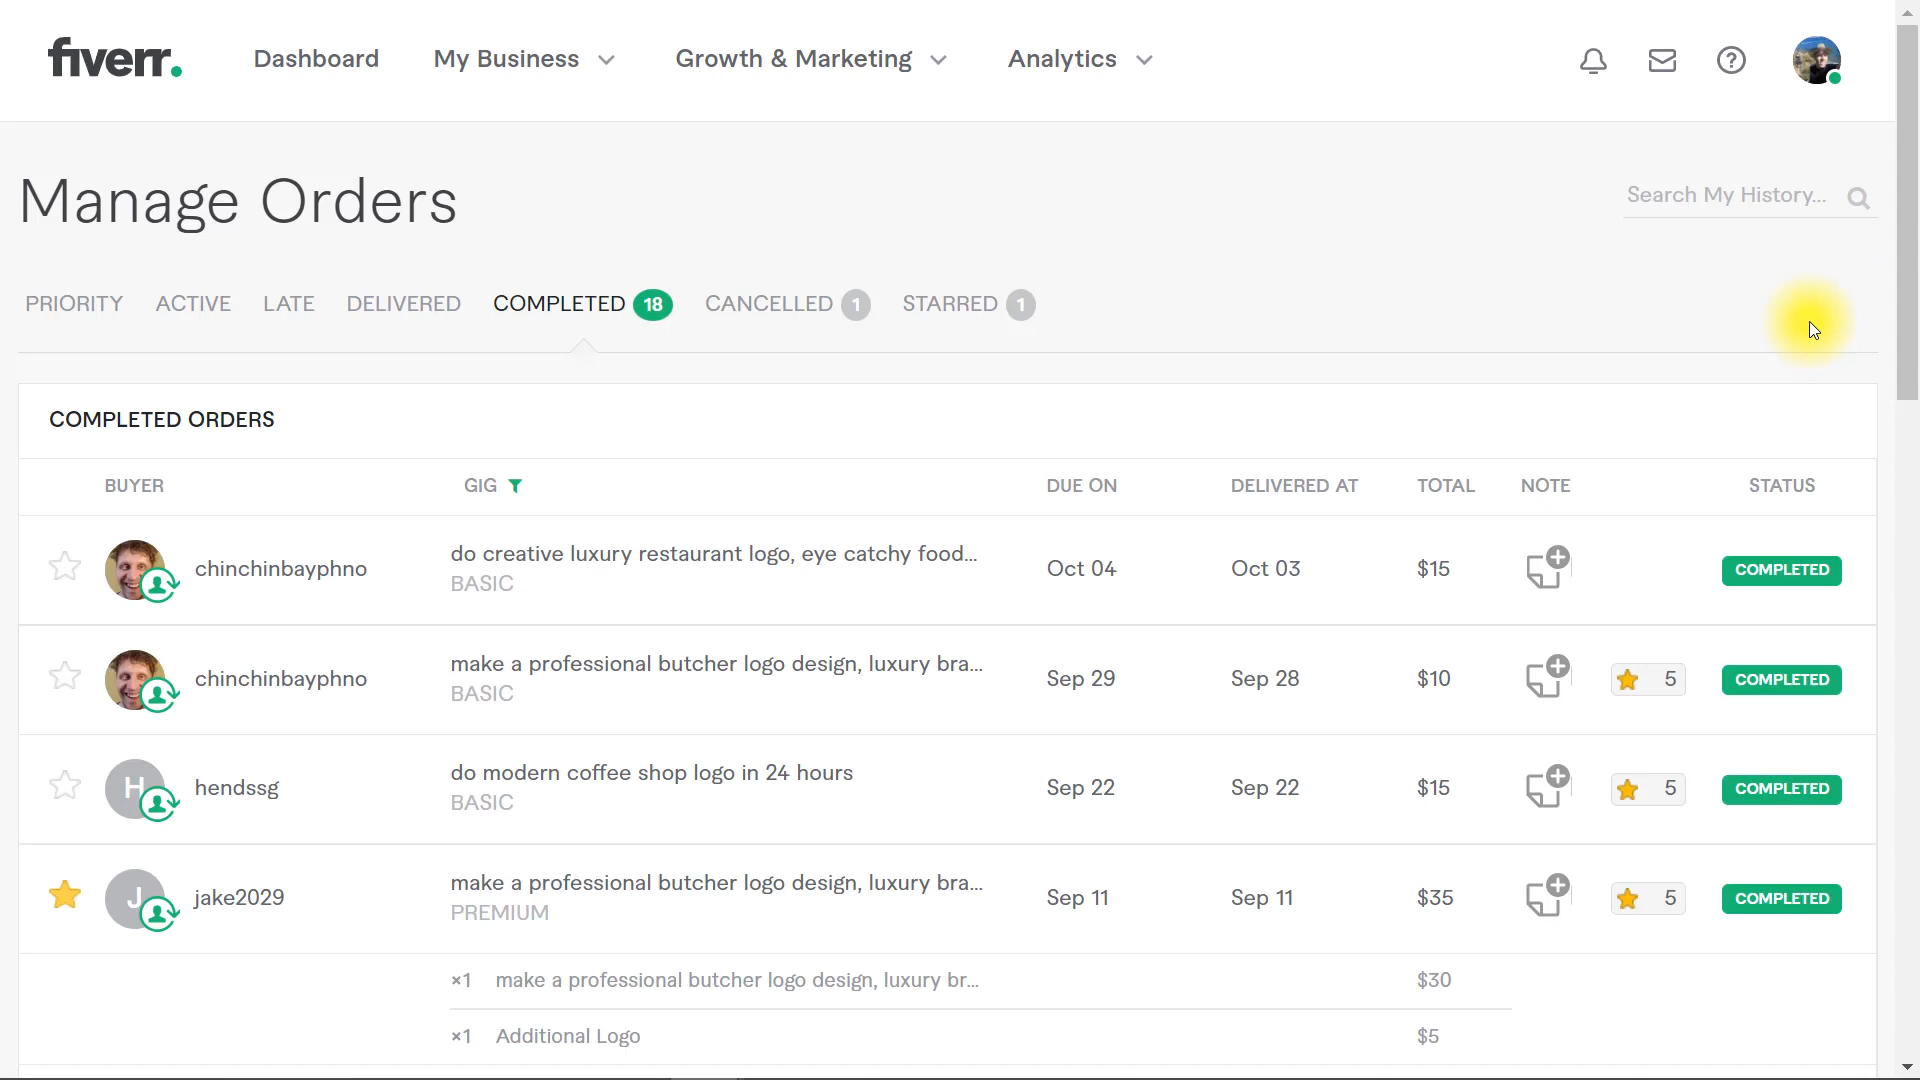 fiverr.
Dashboard
My Business
Growth & Marketing
Analytics
Manage Orders
Search My History...
PRIORITY
ACTIVE
LATE
DELIVERED
COMPLETED 18
CANCELLED 1
STARRED 1
COMPLETED ORDERS
BUYER GIG DUE ON DELIVERED AT TOTAL NOTE STATUS
do creative luxury restaurant logo, eye catchy food...
chinchinbayphno Oct 04 Oct 03 $15 COMPLETED
BASIC
make a professional butcher logo design, luxury bra...
chinchinbayphno Sep 29 Sep 28 $10 5 COMPLETED
BASIC
do modern coffee shop logo in 24 hours
H hendssg Sep 22 Sep 22 $15 5 COMPLETED
BASIC
make a professional butcher logo design, luxury bra...
J jake2029 Sep 11 Sep 11 $35 5 COMPLETED
PREMIUM
×1 make a professional butcher logo design, luxury br... $30
×1 Additional Logo $5